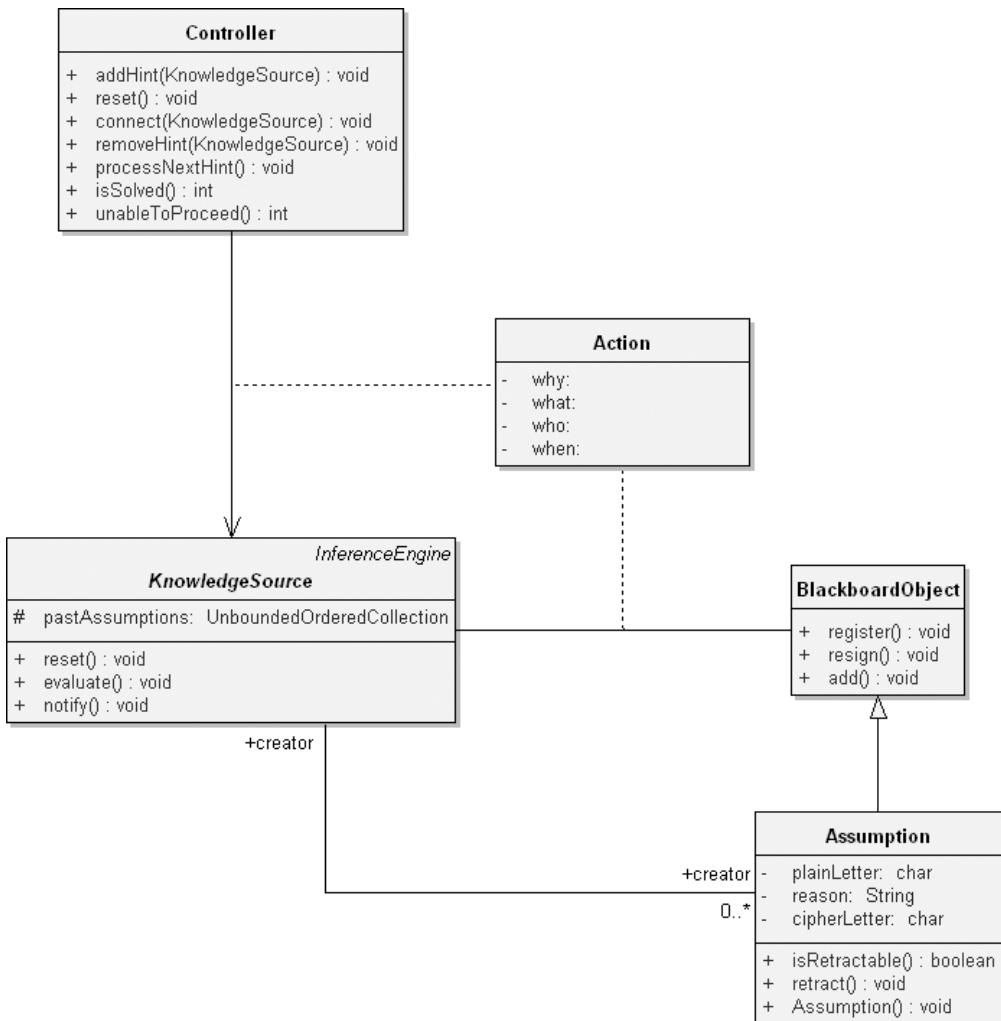 Controller
+ addHint(KnowledgeSource) : void
+ reset() : void
+ connect(KnowledgeSource) : void
+ removeHint(KnowledgeSource) : void
+ processNextHint() : void
+ isSolved() : int
+ unableToProceed() : int
Action
- why:
- what:
- who:
- when:
InferenceEngine
KnowledgeSource
# pastAssumptions: UnboundedOrderedCollection
+ reset() : void
+ evaluate() : void
+ notify() : void
BlackboardObject
+ register() : void
+ resign() : void
+ add() : void
+creator
+creator
0..*
Assumption
- plainLetter: char
- reason: String
- cipherLetter: char
+ isRetractable() : boolean
+ retract() : void
+ Assumption() : void